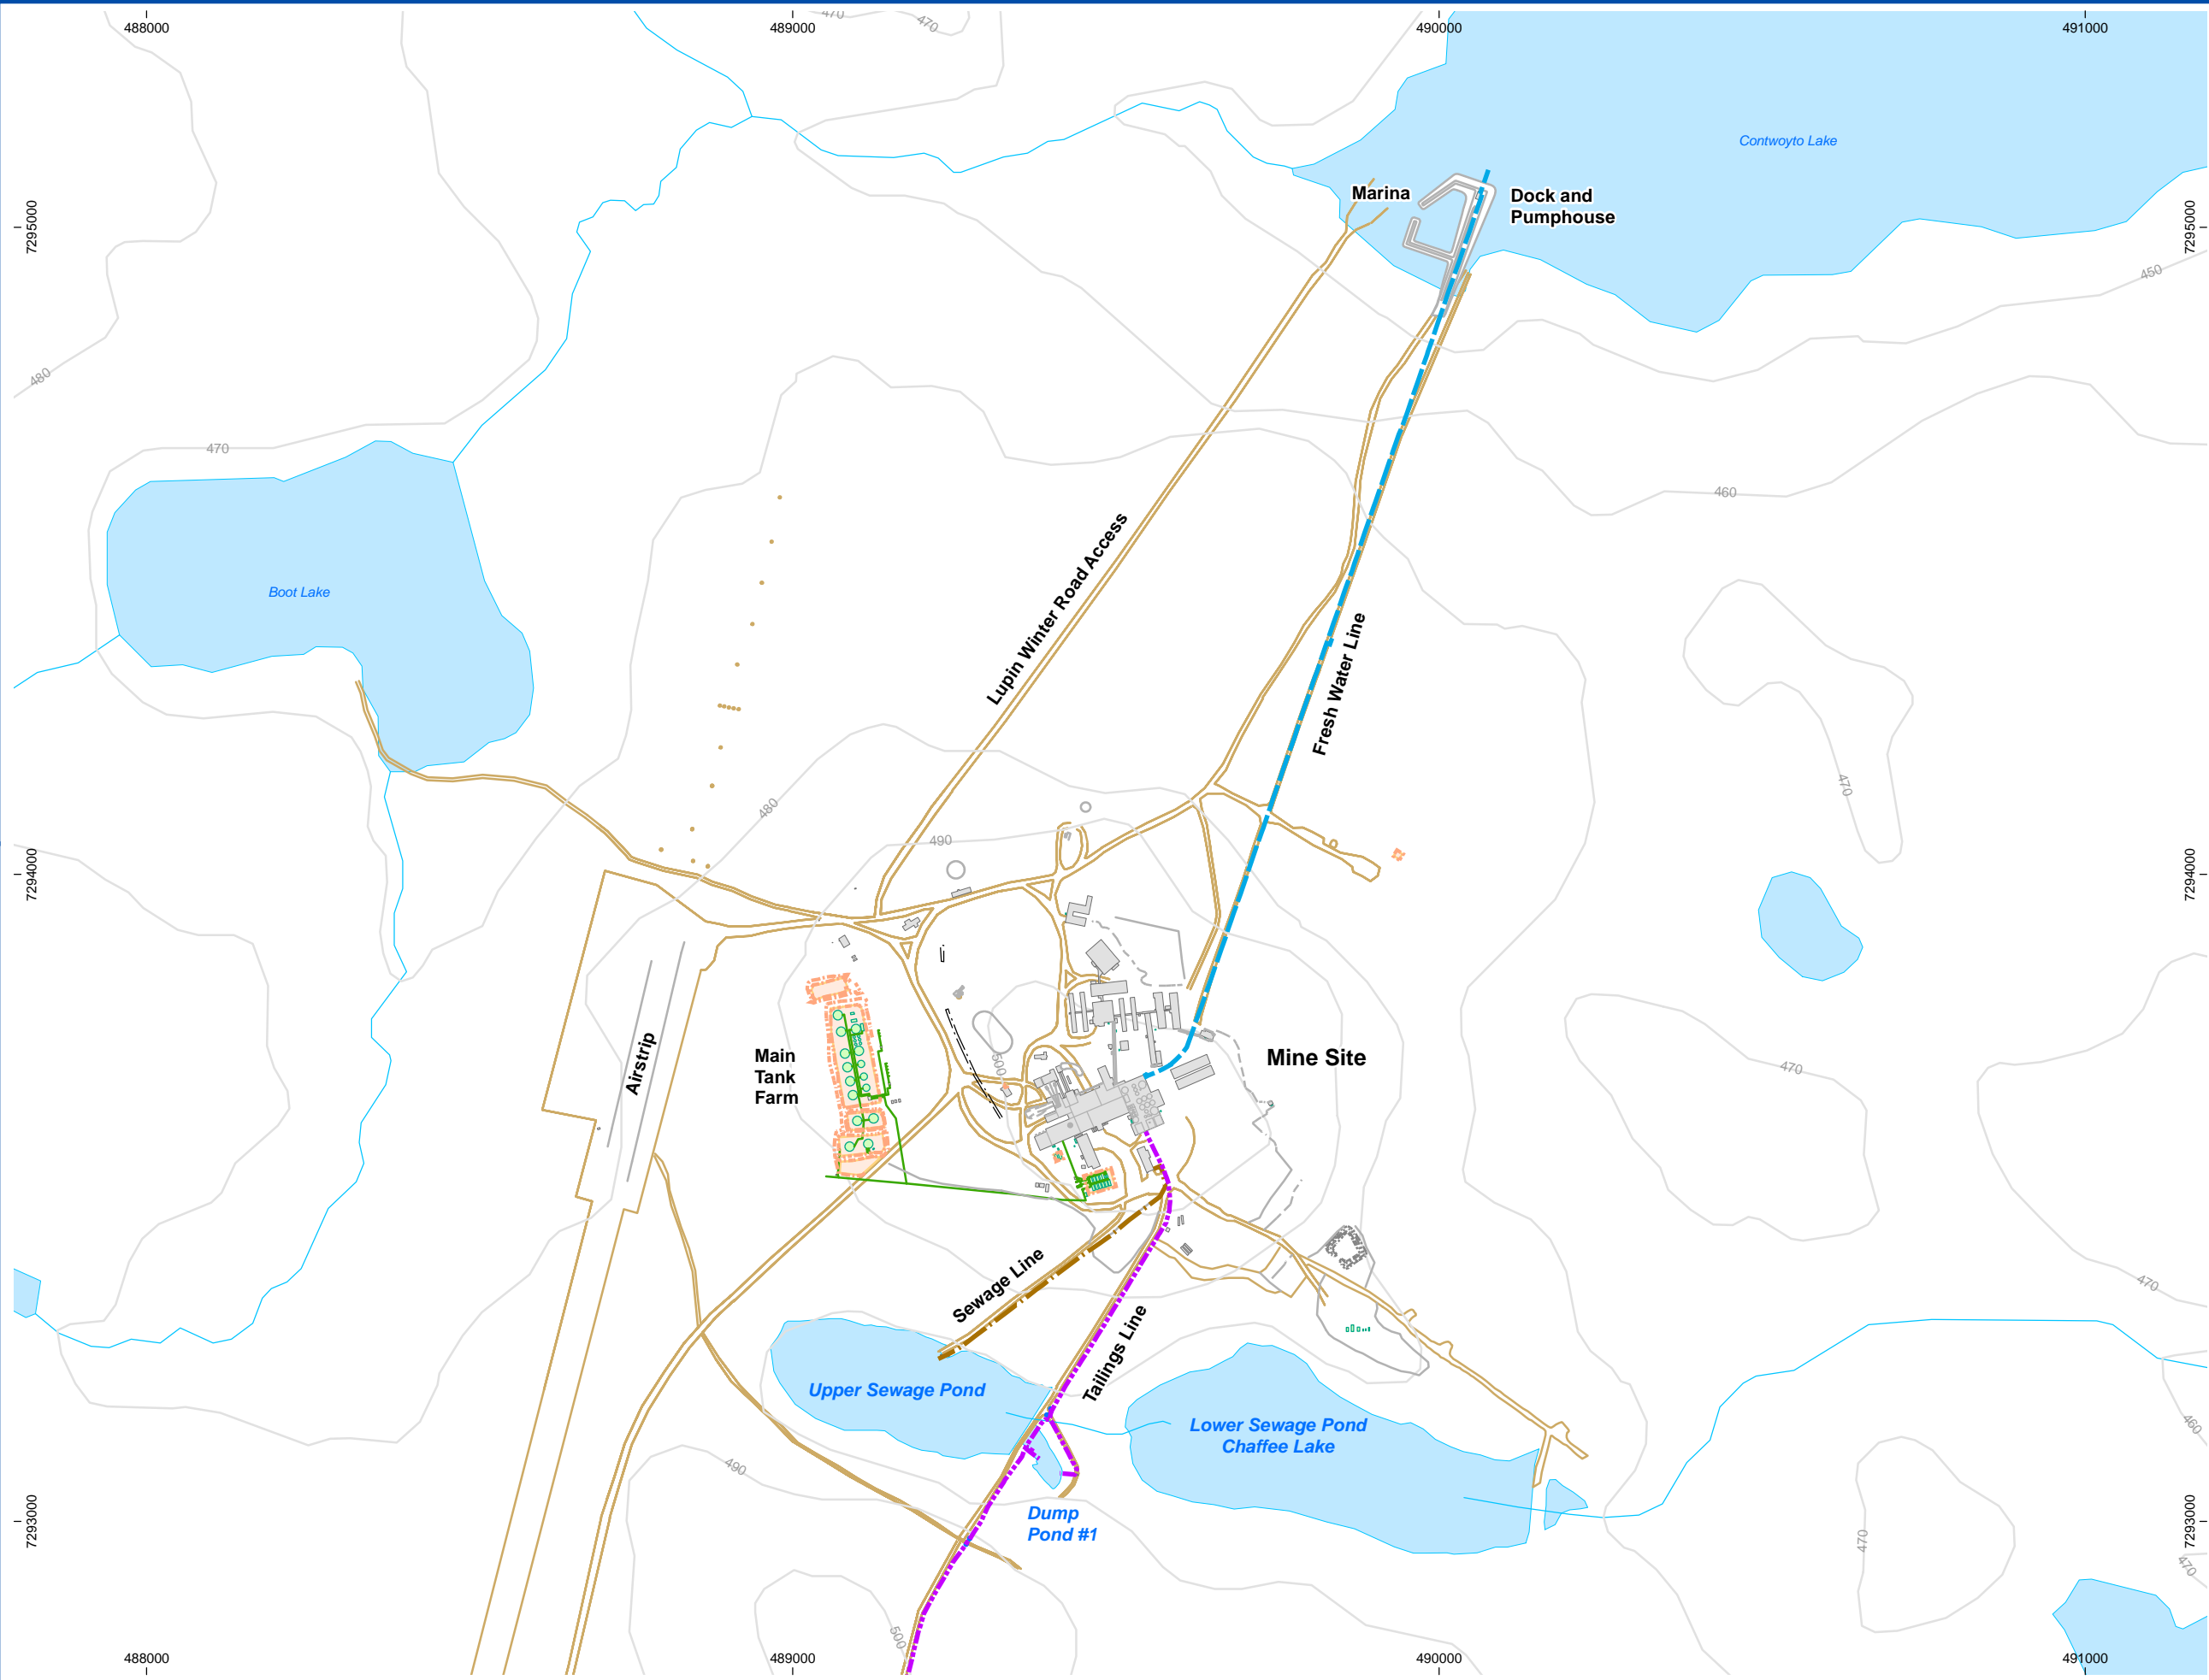 488000
489000
490000
491000
470
470
Contwoyto Lake
Marina
Dock and
Pumphouse
7295000
7295000
450
480
470
460
Lupin Winter Road Access
Boot Lake
Fresh Water Line
470
480
490
7294000
7294000
Main
Tank
Farm
Airstrip
500
Mine Site
470
470
Sewage Line
Tailings Line
Upper Sewage Pond
Lower Sewage Pond
Chaffee Lake
460
490
Dump
Pond #1
7293000
7293000
470
470
500
488000
489000
490000
491000